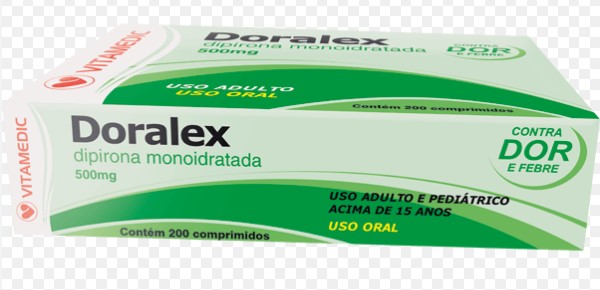 VITAMEDIC
Doralex
dipirona monoidratada
500mg
CONTRA
DOR
E FEBRE
USO ADULTO
USO ORAL
Contém 200 comprimidos
VITAMEDIC
Doralex
dipirona monoidratada
500mg
CONTRA
DOR
E FEBRE
USO ADULTO E PEDIÁTRICO
ACIMA DE 15 ANOS
USO ORAL
Contém 200 comprimidos